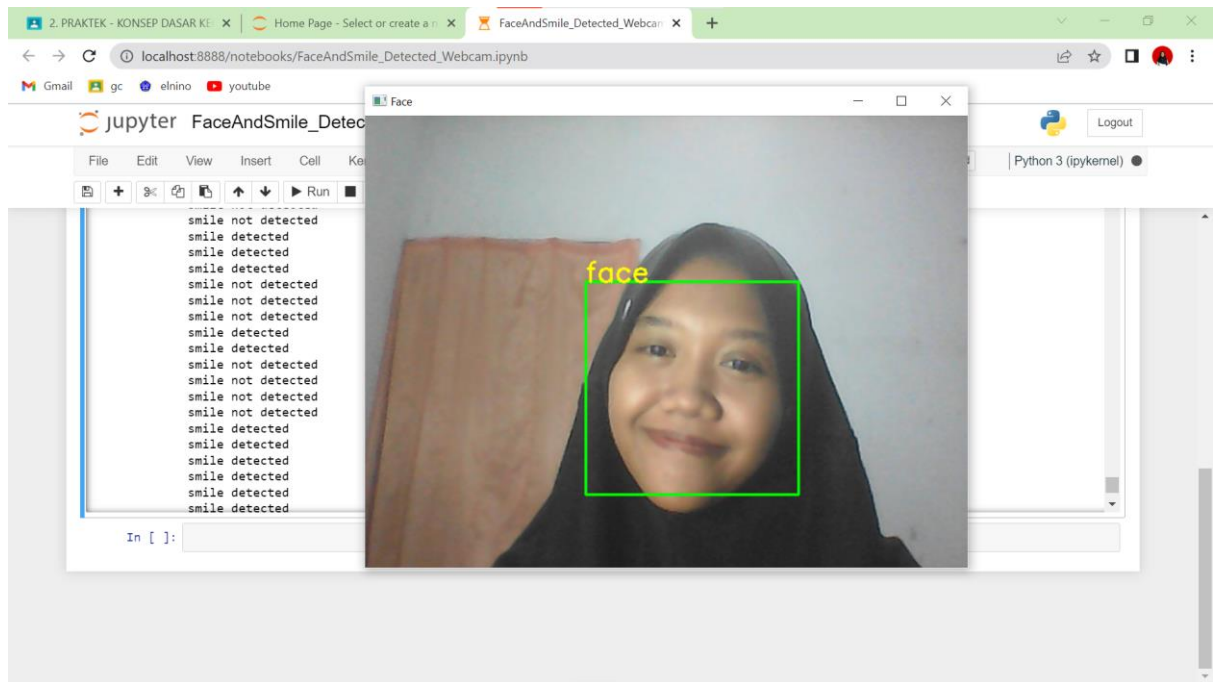 2. PRAKTEK - KONSEP DASAR KE
Home Page - Select or create a n
FaceAndSmile_Detected_Webcam
localhost:8888/notebooks/FaceAndSmile_Detected_Webcam.ipynb
Gmail gc elnino youtube
Face
jupyter FaceAndSmile_Detec
Logout
File Edit View Insert Cell Ke
Python 3 (ipykernel)
Run
smile not detected
smile detected
smile detected
smile detected
smile not detected
smile not detected
smile not detected
smile detected
smile detected
smile not detected
smile not detected
smile not detected
smile not detected
smile detected
smile detected
smile detected
smile detected
smile detected
smile detected
face
In [ ]: